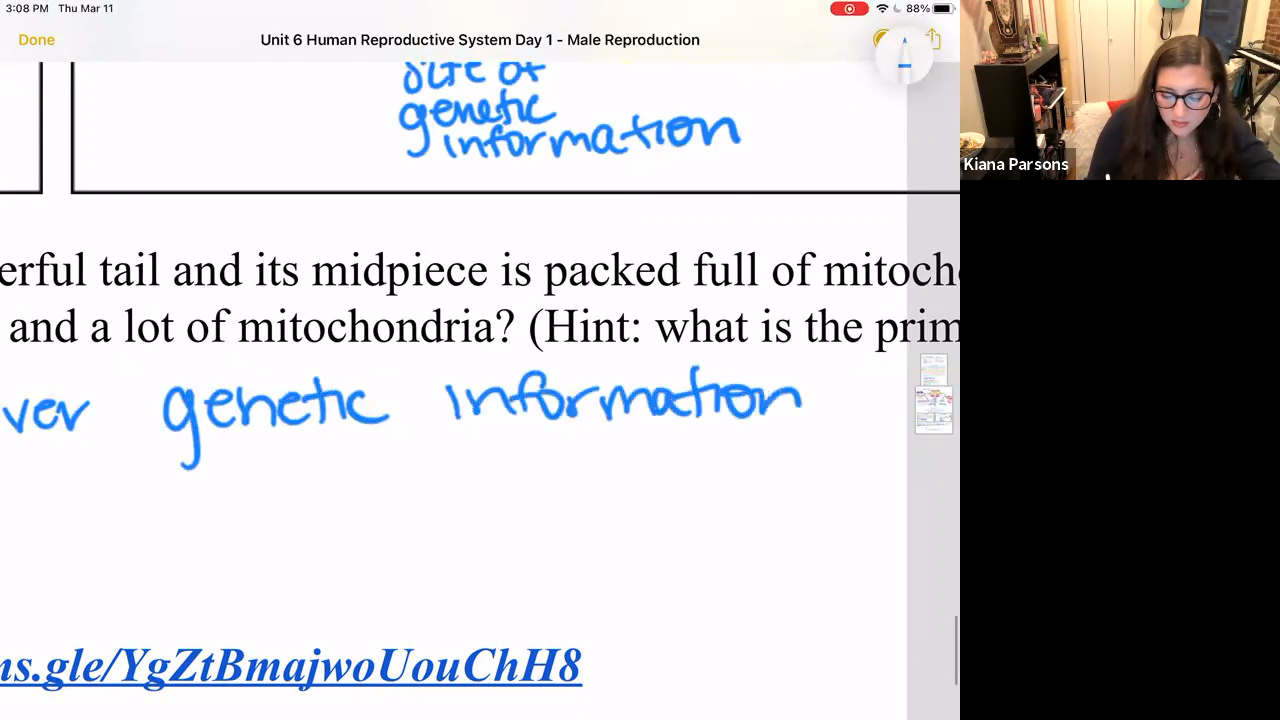 3:08 PM Thu Mar 11
88%
Done
Unit 6 Human Reproductive System Day 1 - Male Reproduction
Kiana Parsons
site of
genetic
information
erful tail and its midpiece is packed full of mitoch
and a lot of mitochondria? (Hint: what is the prim
ver genetic information
ns.gle/YgZtBmajwoUouChH8